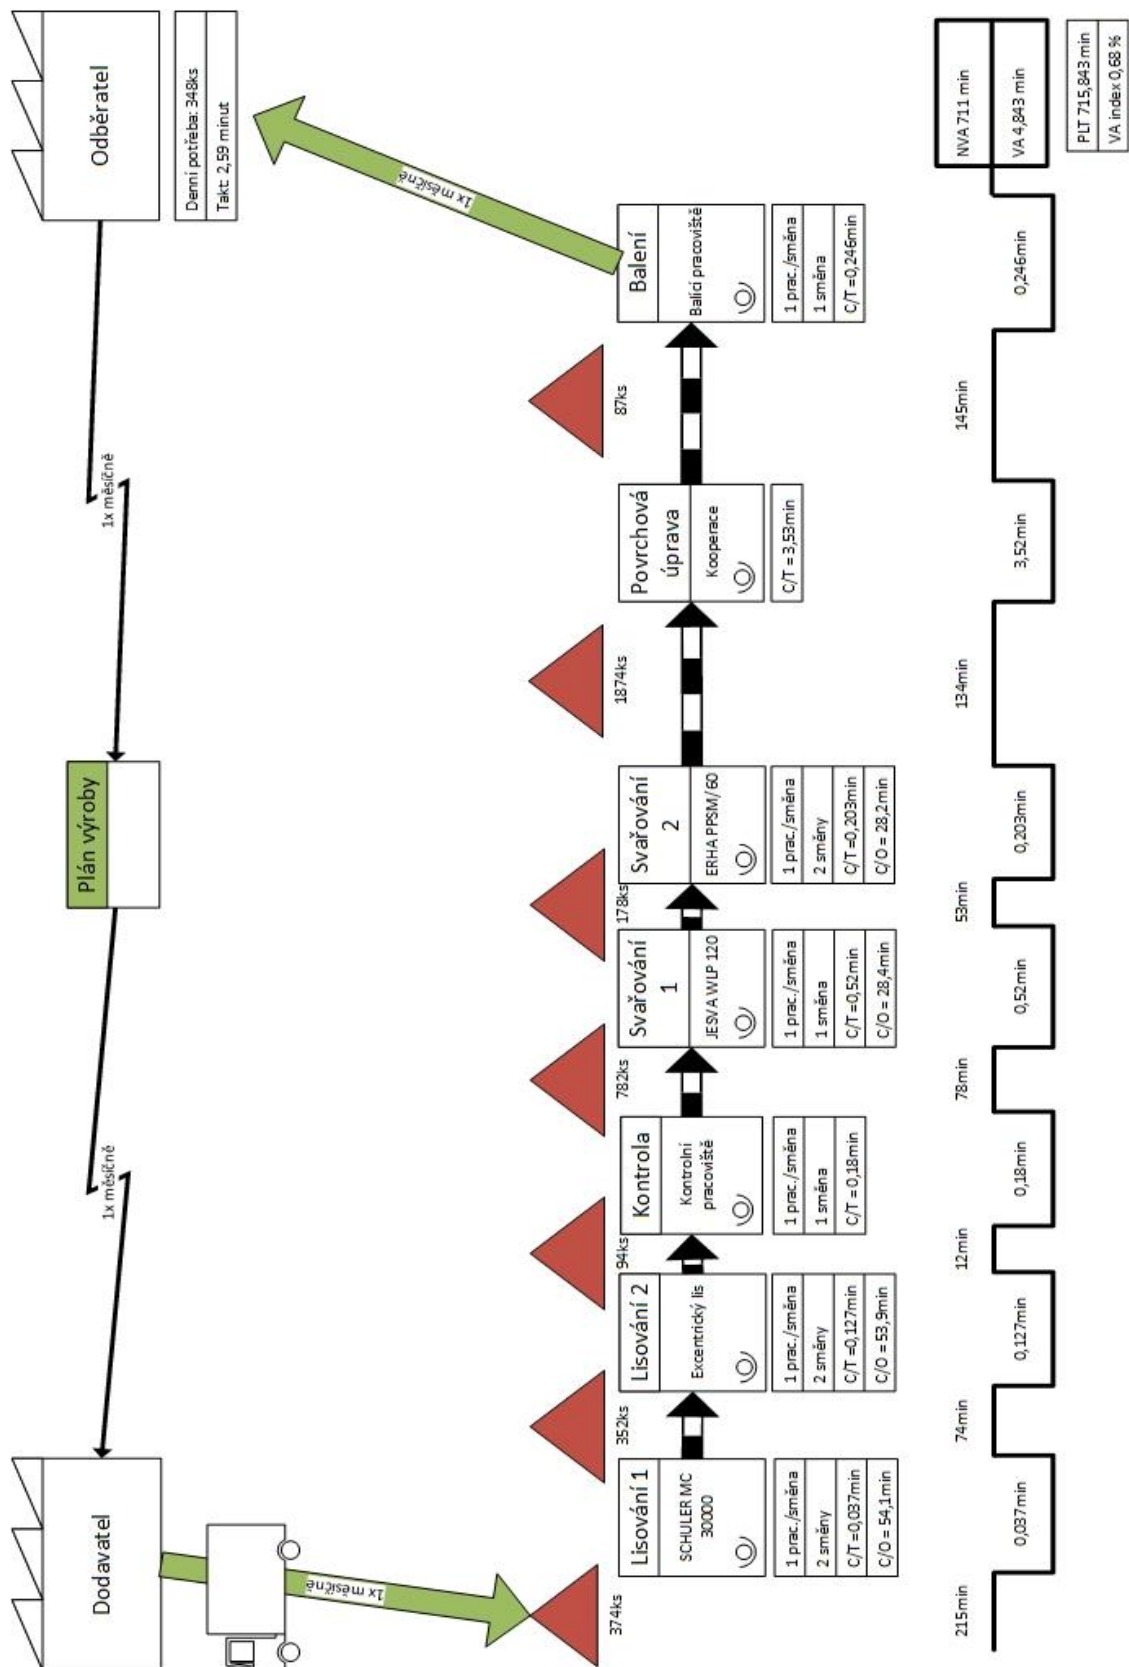 Dodavatel
1x měsíčně
Plán výroby
1x měsíčně
Odběratel
Denní potřeba: 348ks
Takt: 2,59 minut
1x měsíčně
1x měsíčně
374ks
352ks
94ks
782ks
178ks
1874ks
87ks
Lisování 1
SCHULER MC
30000
1 prac./směna
2 směny
C/T=0,037min
C/O = 54,1min
Lisování 2
Excentrický lis
1 prac./směna
2 směny
C/T =0,127min
C/O = 53,9min
Kontrola
Kontrolní
pracoviště
1 prac./směna
1 směna
C/T = 0,18min
Svařování
1
JESVA WLP 120
1 prac./směna
1 směna
C/T =0,52min
C/O = 28,4min
Svařování
2
ERHA PPSM/60
1 prac./směna
2 směny
C/T=0,203min
C/O = 28,2min
Povrchová
úprava
Kooperace
C/T = 3,53min
Balení
Balící pracoviště
1 prac./směna
1 směna
C/T =0,246min
215min
74min
12min
78min
53min
134min
145min
0,037min
0,127min
0,18min
0,52min
0,203min
3,52min
0,246min
NVA 711 min
VA 4,843 min
PLT 715,843 min
VA index 0,68 %